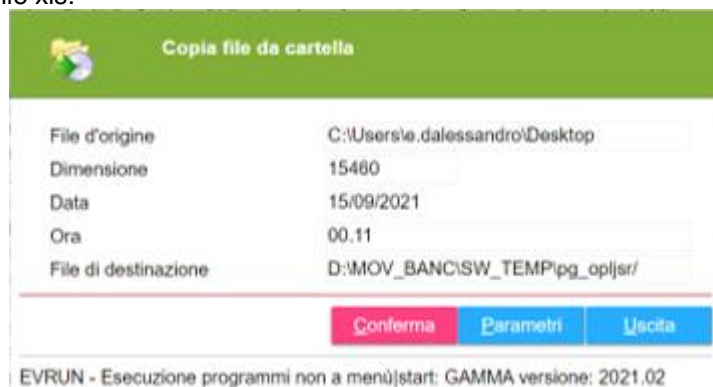 Copia file da cartella
File d'origine C:\Users\e.dalessandro\Desktop
Dimensione 15460
Data 15/09/2021
Ora 00.11
File di destinazione D:\MOV_BANC\SW_TEMP\pg_opljsr/
Conferma Parametri Uscita
EVRUN - Esecuzione programmi non a menù|start: GAMMA versione: 2021.02